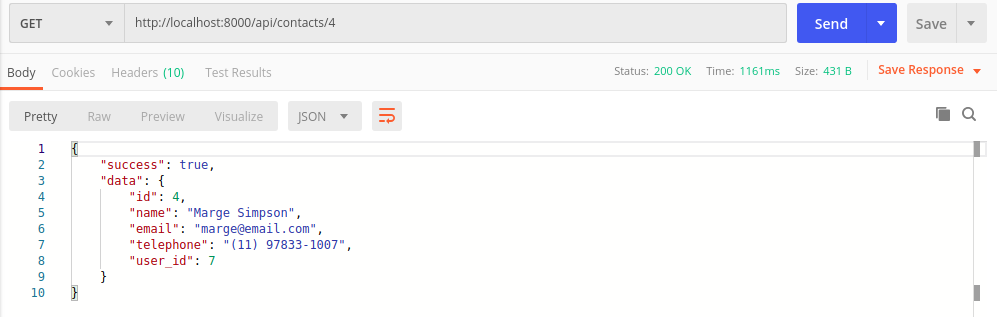 GET http://localhost:8000/api/contacts/4 Send Save
Body Cookies Headers (10) Test Results Status: 200 OK Time: 1161ms Size: 431 B Save Response
Pretty Raw Preview Visualize JSON
1 {
2 "success": true,
3 "data": {
4 "id": 4,
5 "name": "Marge Simpson",
6 "email": "marge@email.com",
7 "telephone": "(11) 97833-1007",
8 "user_id": 7
9 }
10 }